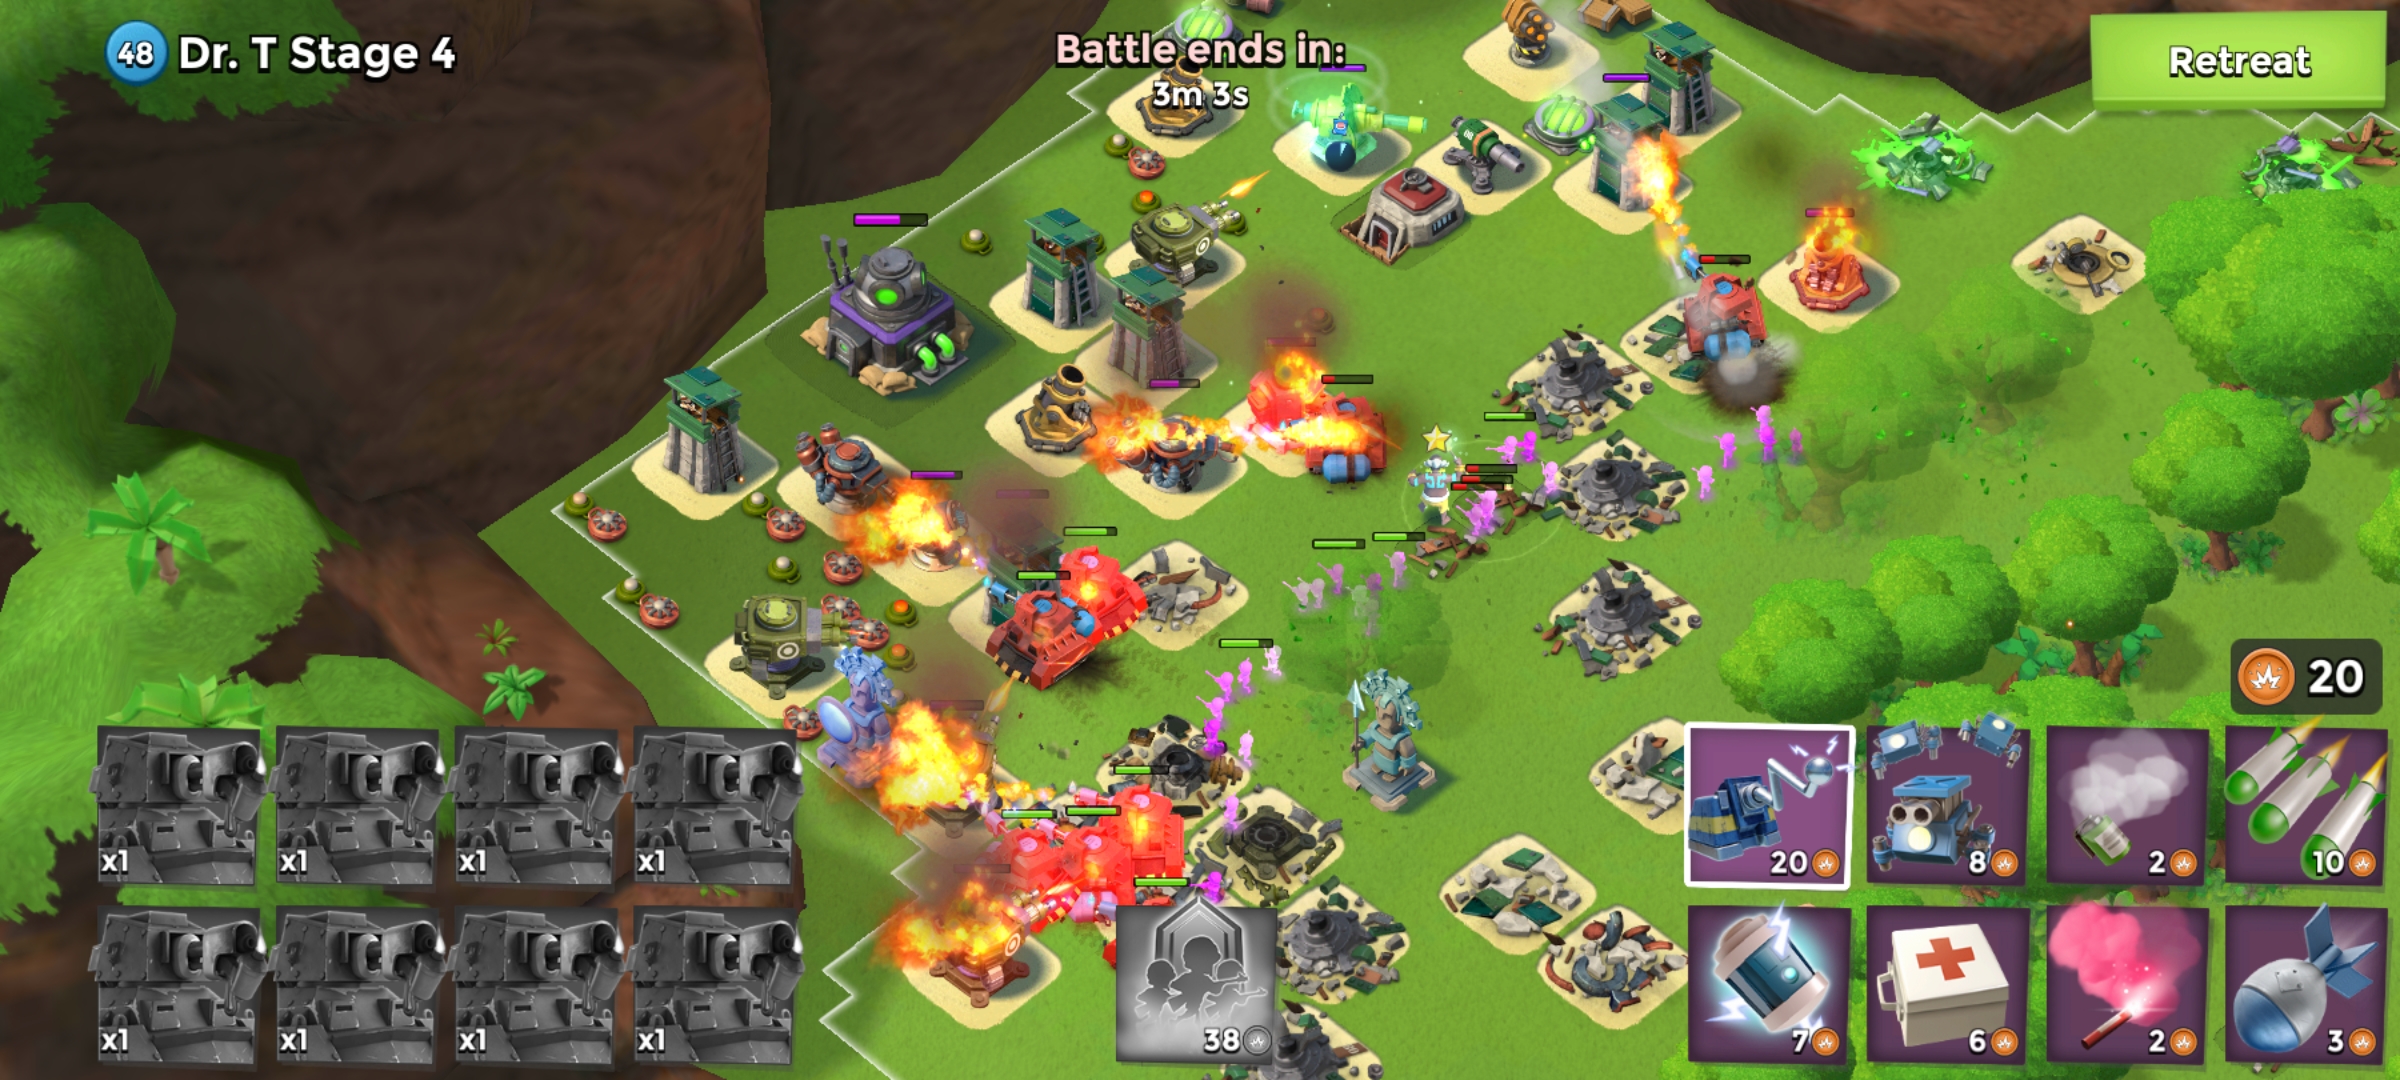 48 Dr. T Stage 4
Battle ends in:
3m 3s
Retreat
20
x1 x1 x1 x1
20 8 2 10
x1 x1 x1 x1
38
7 6 2 3